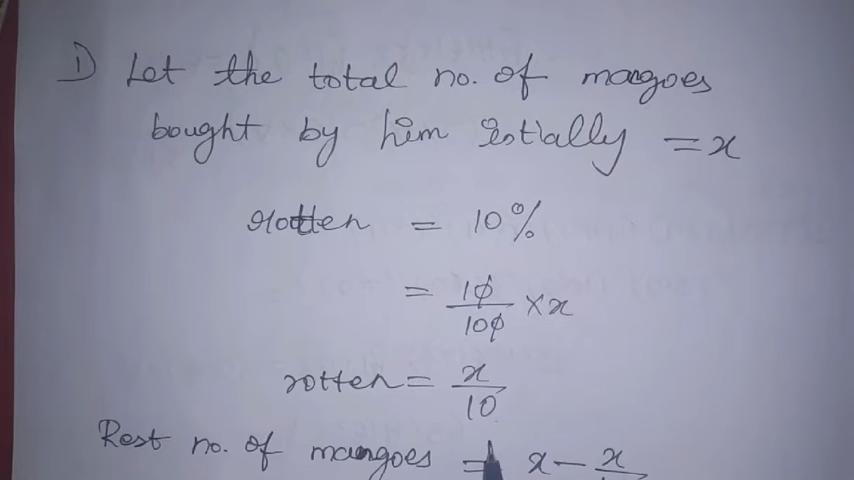 1) Let the total no. of mangoes
bought by him initially = x
rotten = 10%
= 10/100 × x
rotten = x/10
Rest no. of mangoes = x - x/